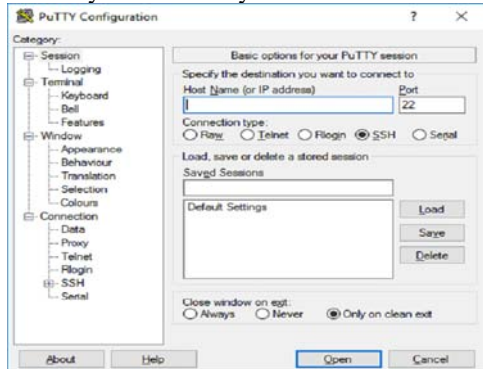 PuTTY Configuration
? ×
Category:
Session
Logging
Terminal
Keyboard
Bell
Features
Window
Appearance
Behaviour
Translation
Selection
Colours
Connection
Data
Proxy
Telnet
Rlogin
SSH
Serial
Basic options for your PuTTY session
Specify the destination you want to connect to
Host Name (or IP address) Port
22
Connection type:
Raw Telnet Rlogin SSH Serial
Load, save or delete a stored session
Saved Sessions
Default Settings
Load
Save
Delete
Close window on exit:
Always Never Only on clean exit
About Help Open Cancel